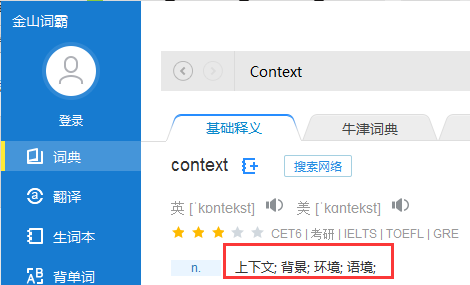 金山词霸
登录
词典
翻译
生词本
背单词
Context
基础释义
牛津词典
context
搜索网络
英 [ˈkɒntekst] 美 [ˈkɑntekst]
CET6 | 考研 | IELTS | TOEFL | GRE
n. 上下文; 背景; 环境; 语境;